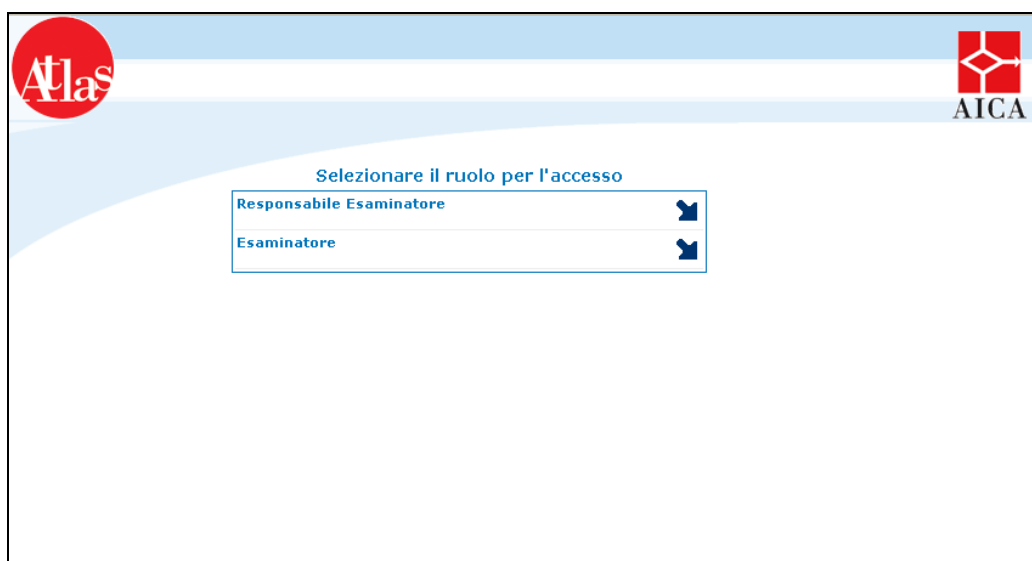 Atlas
AICA
Selezionare il ruolo per l'accesso
Responsabile Esaminatore
Esaminatore